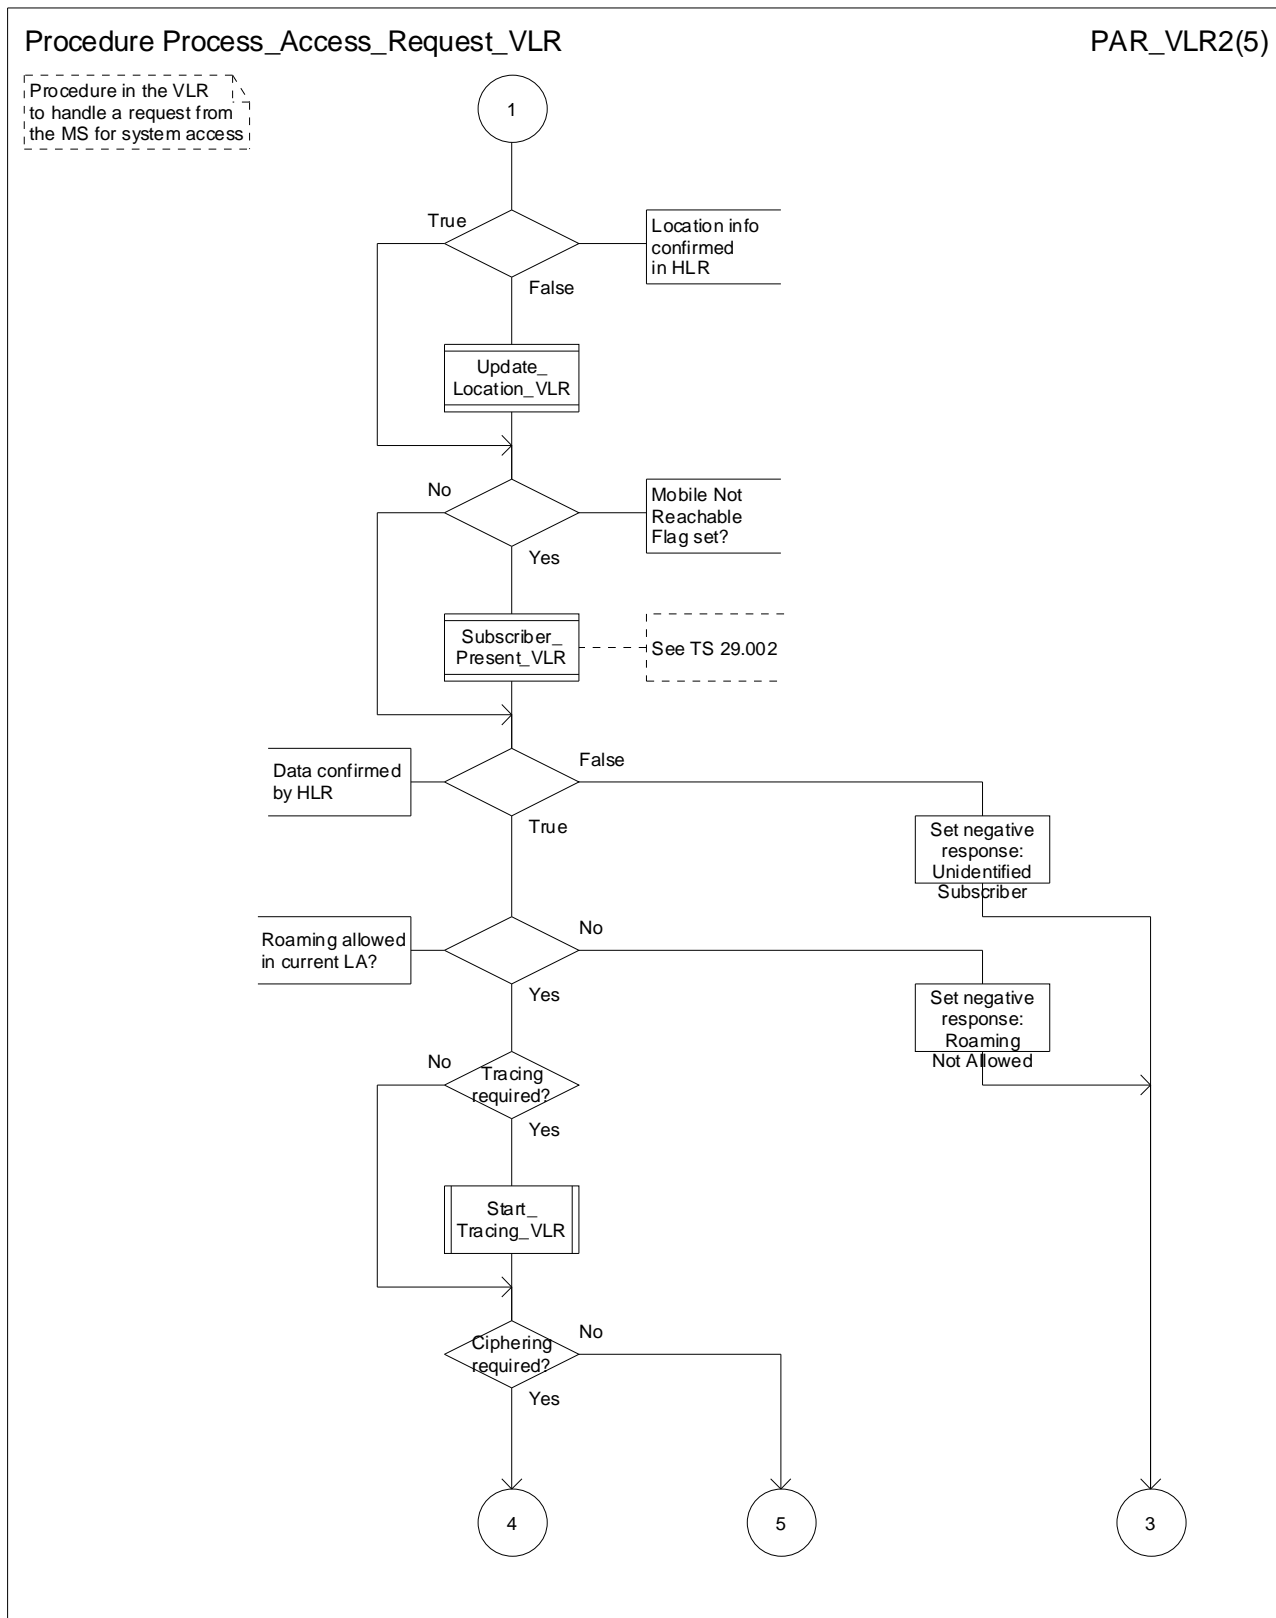 Procedure Process_Access_Request_VLR
PAR_VLR2(5)
Procedure in the VLR
to handle a request from
the MS for system access
1
True
Location info
confirmed
in HLR
False
Update_
Location_VLR
No
Mobile Not
Reachable
Flag set?
Yes
Subscriber_
Present_VLR
See TS 29.002
Data confirmed
by HLR
False
True
Set negative
response:
Unidentified
Subscriber
Roaming allowed
in current LA?
No
Yes
Set negative
response:
Roaming
Not Allowed
No
Tracing
required?
Yes
Start_
Tracing_VLR
Ciphering
required?
No
Yes
4
5
3